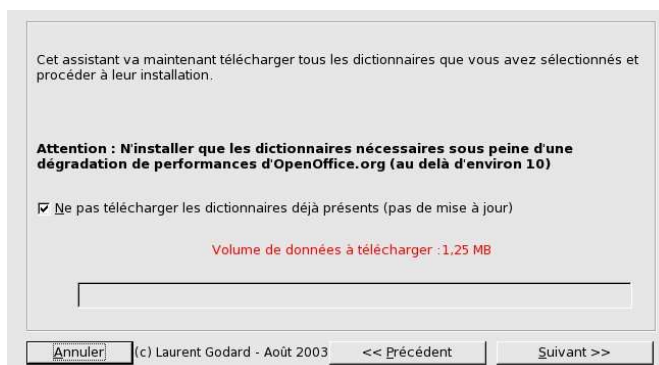 Cet assistant va maintenant télécharger tous les dictionnaires que vous avez sélectionnés et
procéder à leur installation.
Attention : N'installer que les dictionnaires nécessaires sous peine d'une
dégradation de performances d'OpenOffice.org (au delà d'environ 10)
Ne pas télécharger les dictionnaires déjà présents (pas de mise à jour)
Volume de données à télécharger :1,25 MB
Annuler (c) Laurent Godard - Août 2003 << Précédent Suivant >>